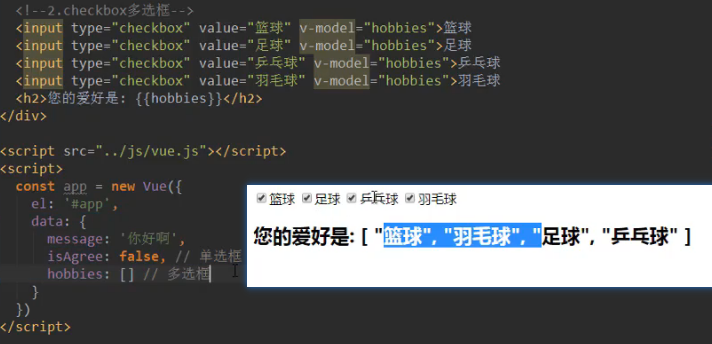 <!--2.checkbox多选框-->
<input type="checkbox" value="篮球" v-model="hobbies">篮球
<input type="checkbox" value="足球" v-model="hobbies">足球
<input type="checkbox" value="乒乓球" v-model="hobbies">乒乓球
<input type="checkbox" value="羽毛球" v-model="hobbies">羽毛球
<h2>您的爱好是: {{hobbies}}</h2>
</div>
<script src="../js/vue.js"></script>
<script>
const app = new Vue({
el: '#app',
data: {
message: '你好啊',
isAgree: false, // 单选框
hobbies: [] // 多选框
}
})
</script>
篮球 足球 乒乓球 羽毛球
您的爱好是: [ "篮球", "羽毛球", "足球", "乒乓球" ]